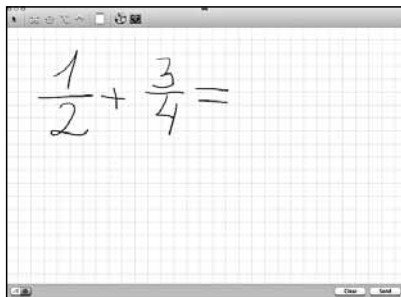 1/2 + 3/4 =
Clear Send